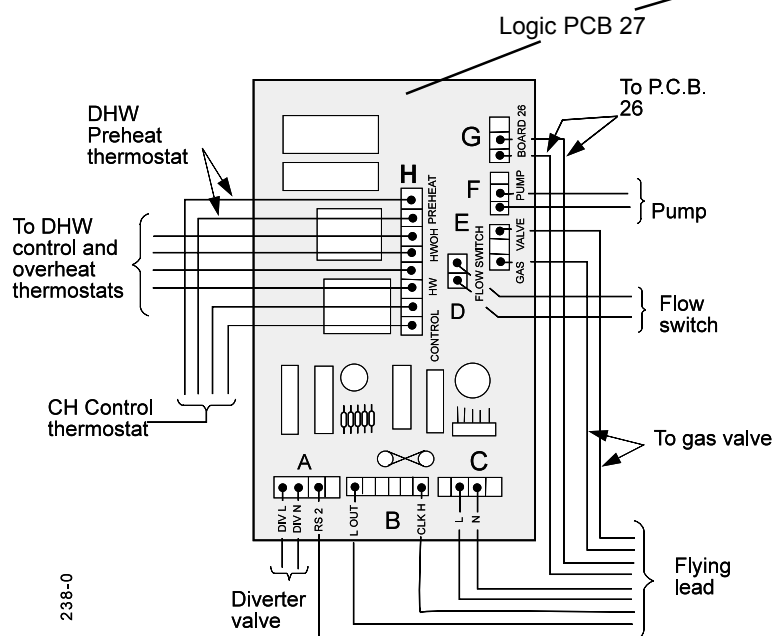 Logic PCB 27
To P.C.B.
26
DHW
Preheat
thermostat
G
BOARD 26
H
F
PUMP
PREHEAT
Pump
To DHW
control and
overheat
thermostats
E
VALVE
HWOH
FLOW SWITCH
GAS
HW
D
Flow
switch
CONTROL
CH Control
thermostat
To gas valve
A
C
B
DIV L
DIV N
RS 2
L OUT
CLK H
L
N
Flying
lead
Diverter
valve
238-0